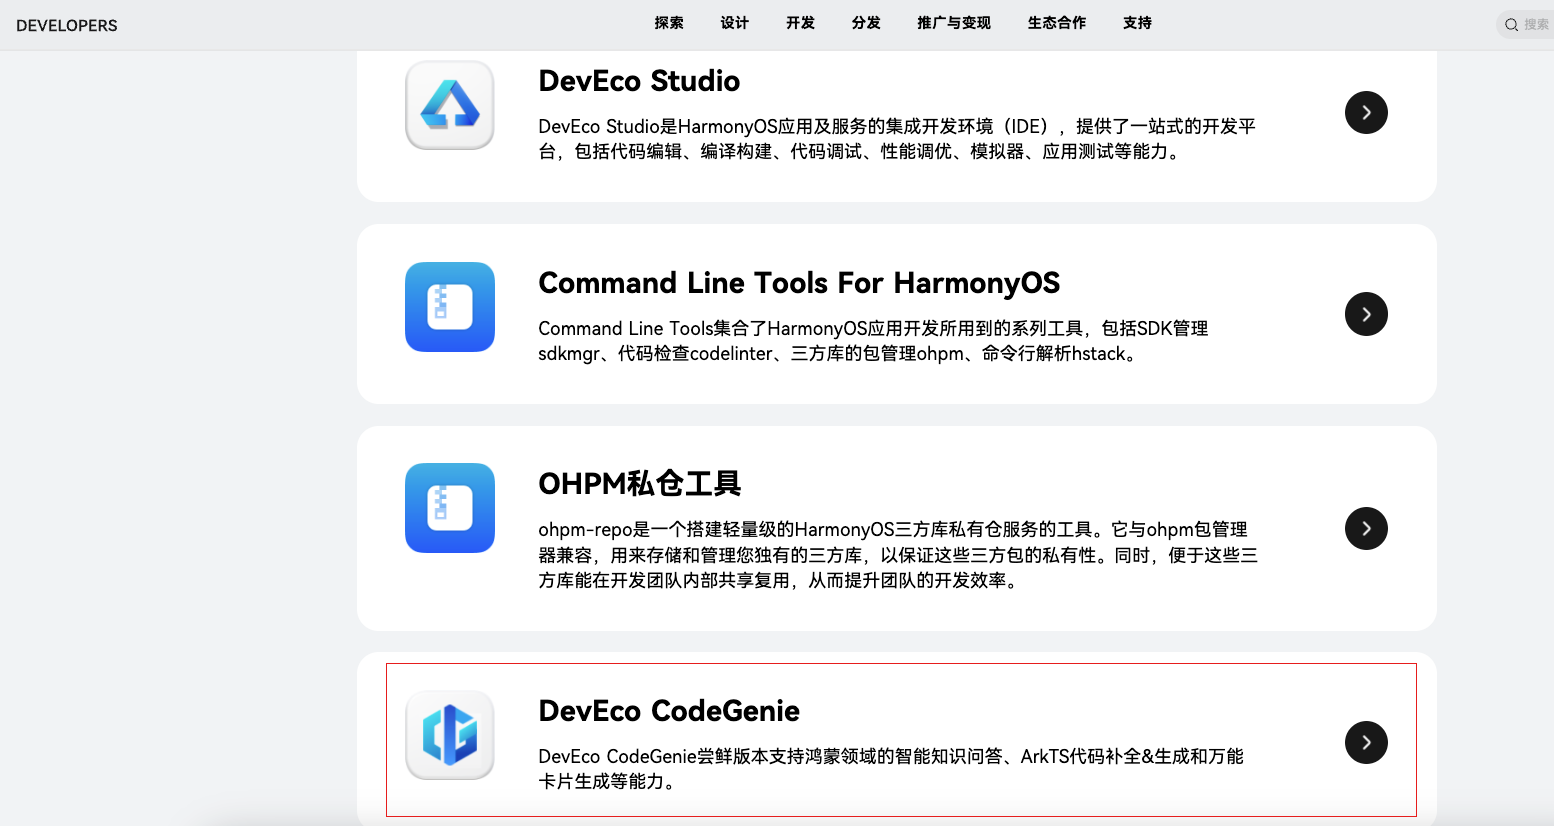 DEVELOPERS
探索 设计 开发 分发 推广与变现 生态合作 支持
搜索
DevEco Studio
DevEco Studio是HarmonyOS应用及服务的集成开发环境（IDE），提供了一站式的开发平
台，包括代码编辑、编译构建、代码调试、性能调优、模拟器、应用测试等能力。
Command Line Tools For HarmonyOS
Command Line Tools集合了HarmonyOS应用开发所用到的系列工具，包括SDK管理
sdkmgr、代码检查codelinter、三方库的包管理ohpm、命令行解析hstack。
OHPM私仓工具
ohpm-repo是一个搭建轻量级的HarmonyOS三方库私有仓服务的工具。它与ohpm包管理
器兼容，用来存储和管理您独有的三方库，以保证这些三方包的私有性。同时，便于这些三
方库能在开发团队内部共享复用，从而提升团队的开发效率。
DevEco CodeGenie
DevEco CodeGenie尝鲜版本支持鸿蒙领域的智能知识问答、ArkTS代码补全&生成和万能
卡片生成等能力。